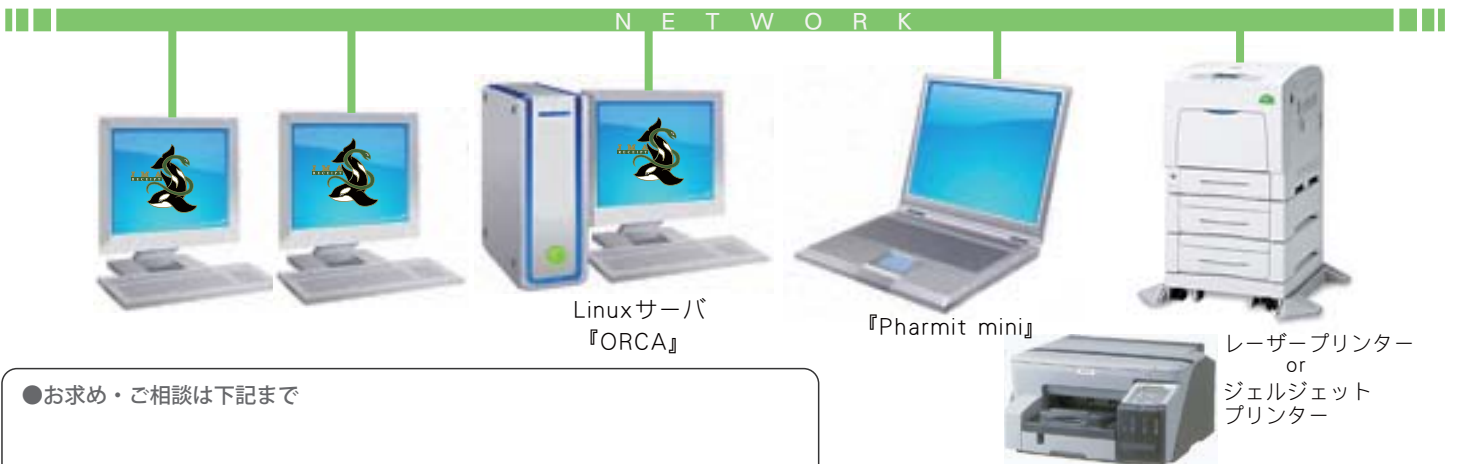 NETWORK
Linuxサーバ
『ORCA』
『Pharmit mini』
レーザープリンター
or
ジェルジェット
プリンター
●お求め・ご相談は下記まで